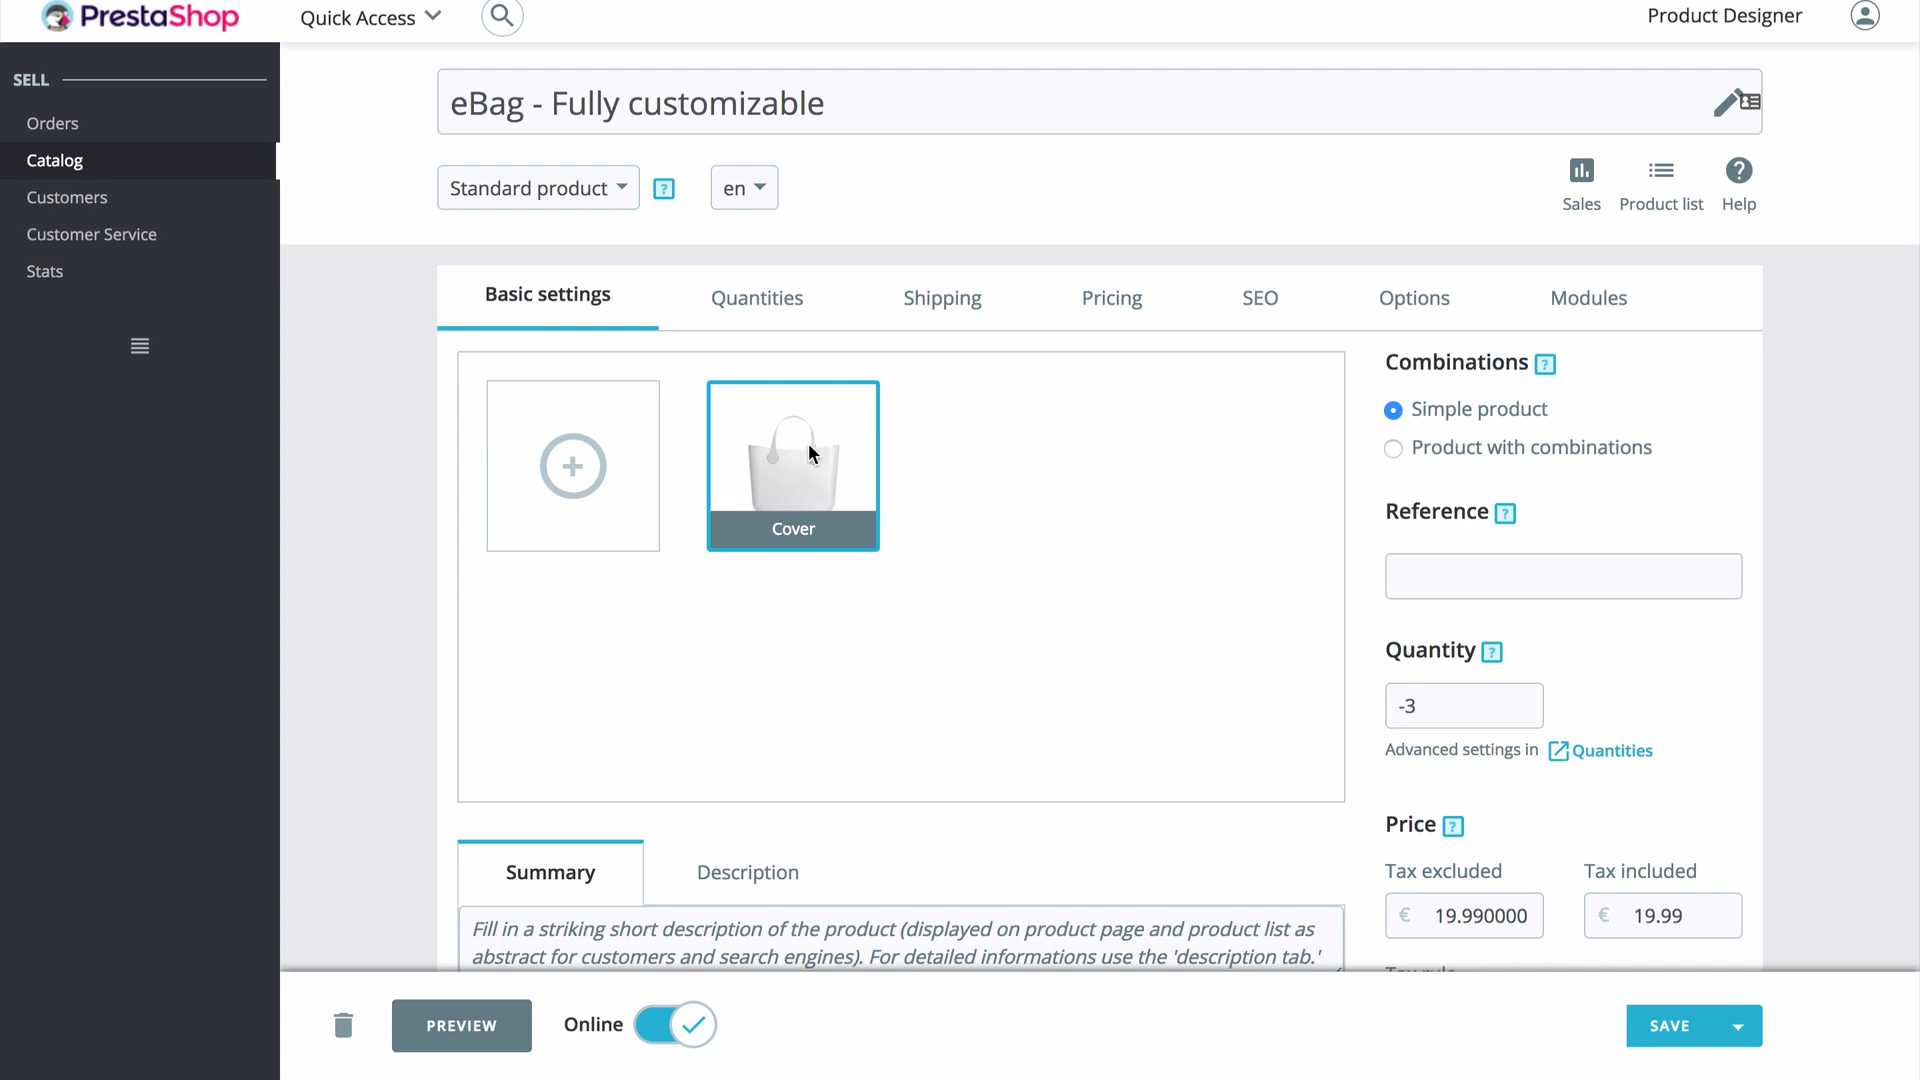 PrestaShop
Quick Access
Product Designer
SELL
Orders
Catalog
Customers
Customer Service
Stats
eBag - Fully customizable
Standard product
?
en
Sales
Product list
?
Help
Basic settings
Quantities
Shipping
Pricing
SEO
Options
Modules
Cover
Combinations ?
Simple product
Product with combinations
Reference ?
Quantity ?
-3
Advanced settings in Quantities
Price ?
Tax excluded
Tax included
€ 19.990000
€ 19.99
Tax rule
Summary
Description
Fill in a striking short description of the product (displayed on product page and product list as
abstract for customers and search engines). For detailed informations use the 'description tab.'
PREVIEW
Online
SAVE